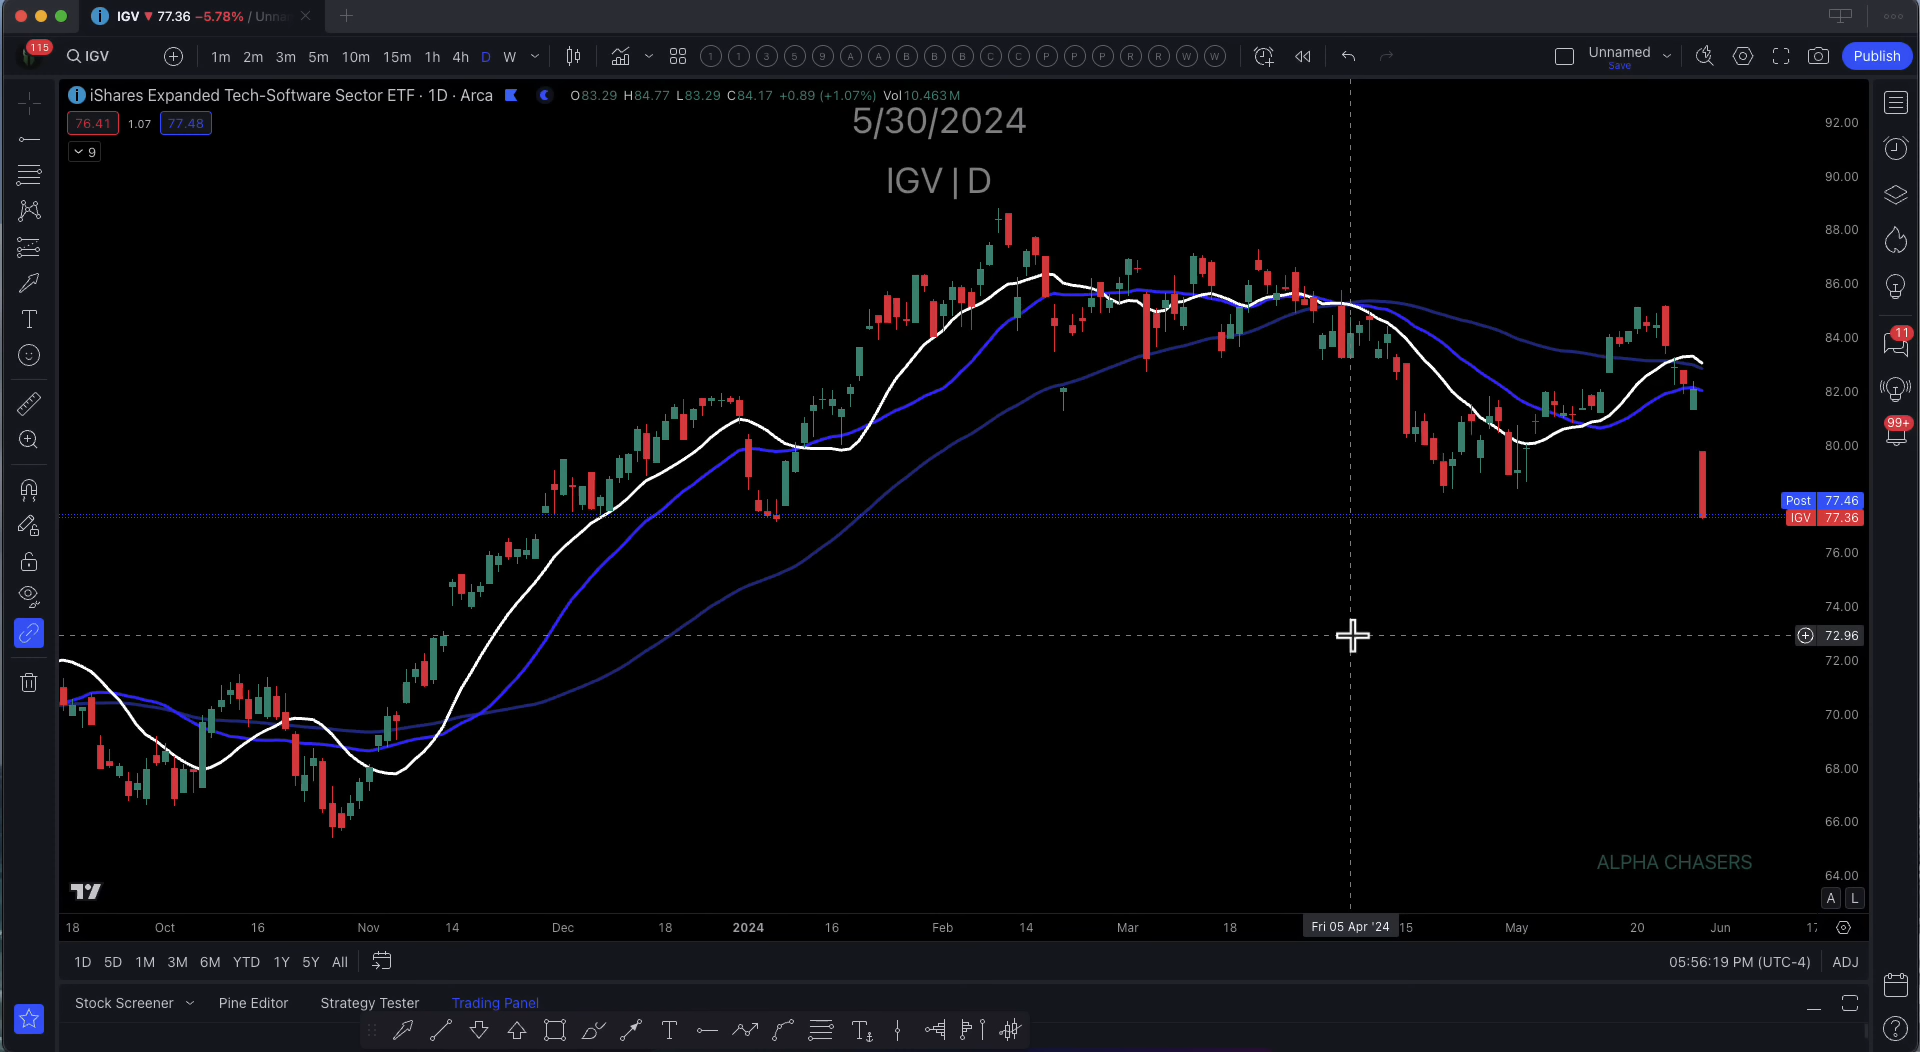 IGV ▼ 77.36 −5.78% / Unna
115
IGV
1m 2m 3m 5m 10m 15m 1h 4h D W
1 1 3 5 9 A A B B B C C P P P R R W W
Unnamed
Save
Publish
iShares Expanded Tech-Software Sector ETF · 1D · Arca
O83.29 H84.77 L83.29 C84.17 +0.89 (+1.07%) Vol10.463M
76.41 1.07 77.48
9
5/30/2024
IGV | D
92.00
90.00
88.00
86.00
84.00
82.00
80.00
Post 77.46
IGV 77.36
76.00
74.00
72.96
72.00
70.00
68.00
66.00
64.00
11
99+
ALPHA CHASERS
A L
18 Oct 16 Nov 14 Dec 18 2024 16 Feb 14 Mar 18 Fri 05 Apr '24 15 May 20 Jun
1D 5D 1M 3M 6M YTD 1Y 5Y All
05:56:19 PM (UTC-4) ADJ
Stock Screener Pine Editor Strategy Tester Trading Panel